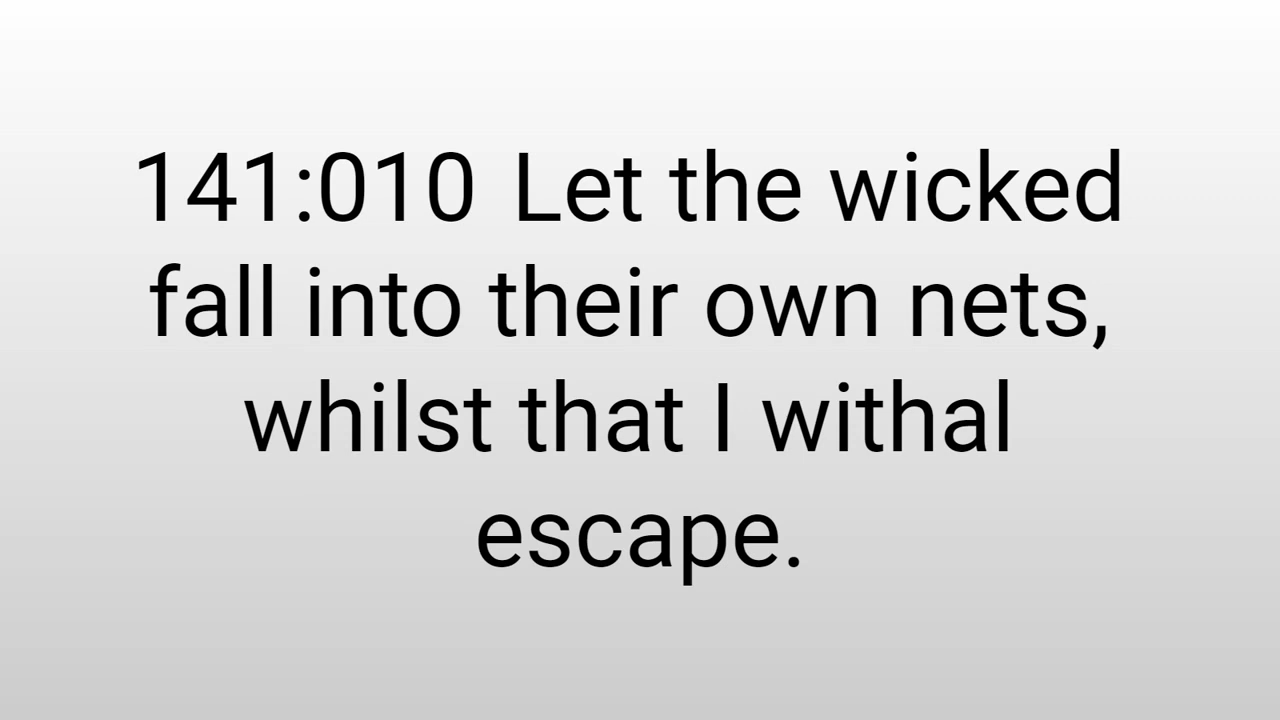 141:010 Let the wicked
fall into their own nets,
whilst that I withal
escape.